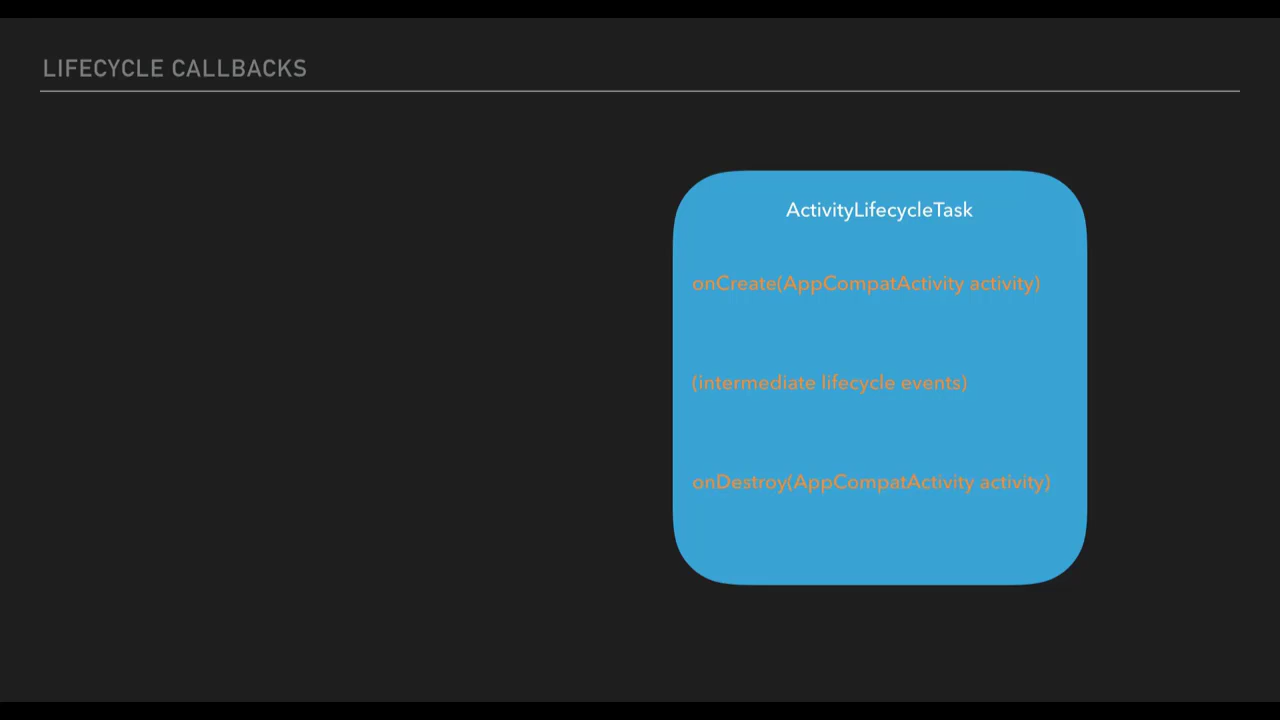 LIFECYCLE CALLBACKS
ActivityLifecycleTask
onCreate(AppCompatActivity activity)
(intermediate lifecycle events)
onDestroy(AppCompatActivity activity)